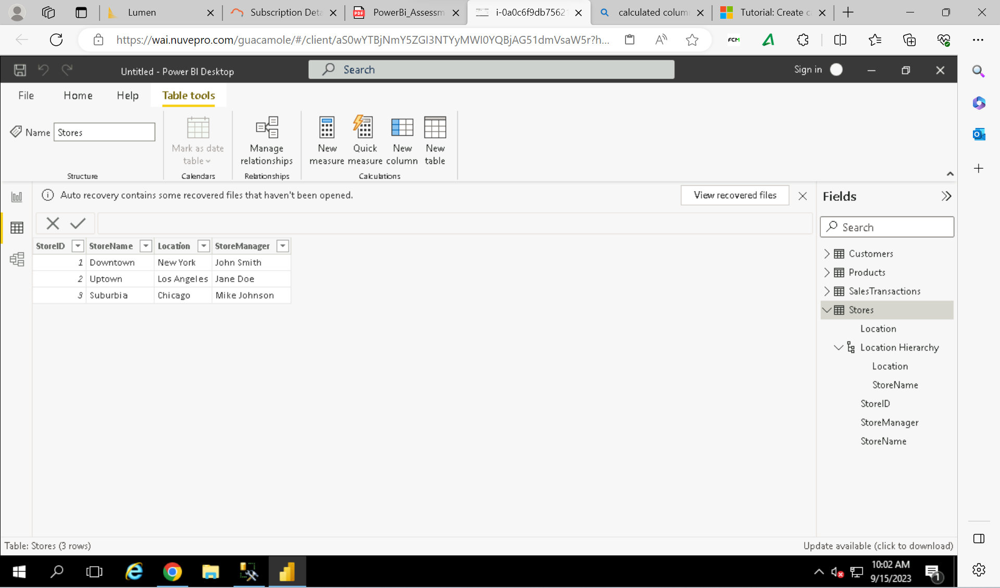 Lumen
Subscription Deta
PowerBi_Assessm
i-0a0c6f9db7562
calculated colum
Tutorial: Create c
https://wai.nuvepro.com/guacamole/#/client/aS0wYTBjNmY5ZGI3NTYyMWI0YQBjAG51dmVsaW5r?h...
FCM
Untitled - Power BI Desktop
Search
Sign in
File
Home
Help
Table tools
Name
Stores
Mark as date
table
Manage
relationships
New
measure
Quick
measure
New
column
New
table
Structure
Calendars
Relationships
Calculations
Auto recovery contains some recovered files that haven't been opened.
View recovered files
Fields
Search
StoreID StoreName Location StoreManager
1 Downtown New York John Smith
2 Uptown Los Angeles Jane Doe
3 Suburbia Chicago Mike Johnson
Customers
Products
SalesTransactions
Stores
Location
Location Hierarchy
Location
StoreName
StoreID
StoreManager
StoreName
Table: Stores (3 rows)
Update available (click to download)
10:02 AM
9/15/2023
1